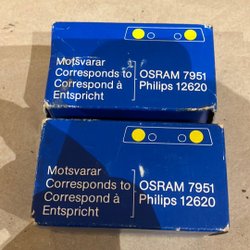 Motsvarar
Corresponds to
Correspond à
Entspricht
OSRAM 7951
Philips 12620
Motsvarar
Corresponds to
Correspond à
Entspricht
OSRAM 7951
Philips 12620